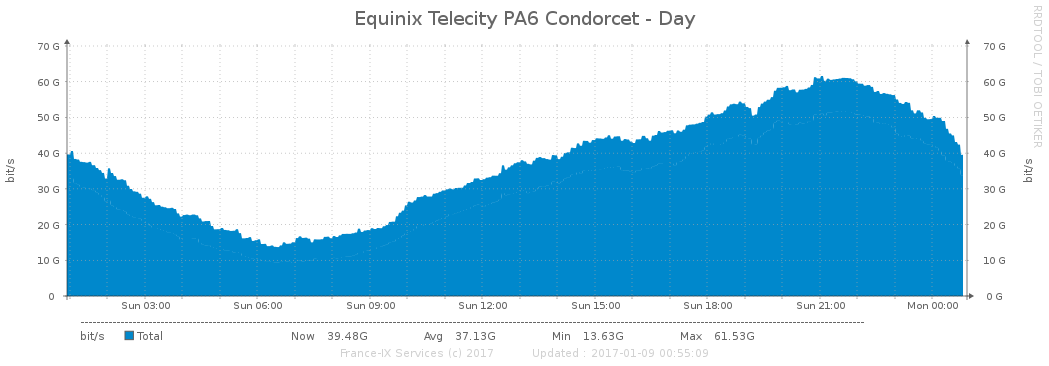 Equinix Telecity PA6 Condorcet - Day
RRDTOOL / TOBI OETIKER
bit/s
70 G 70 G
60 G 60 G
50 G 50 G
40 G 40 G
30 G 30 G
20 G 20 G
10 G 10 G
0 0 G
bit/s
Sun 03:00 Sun 06:00 Sun 09:00 Sun 12:00 Sun 15:00 Sun 18:00 Sun 21:00 Mon 00:00
bit/s Total Now 39.48G Avg 37.13G Min 13.63G Max 61.53G
France-IX Services (c) 2017 Updated : 2017-01-09 00:55:09